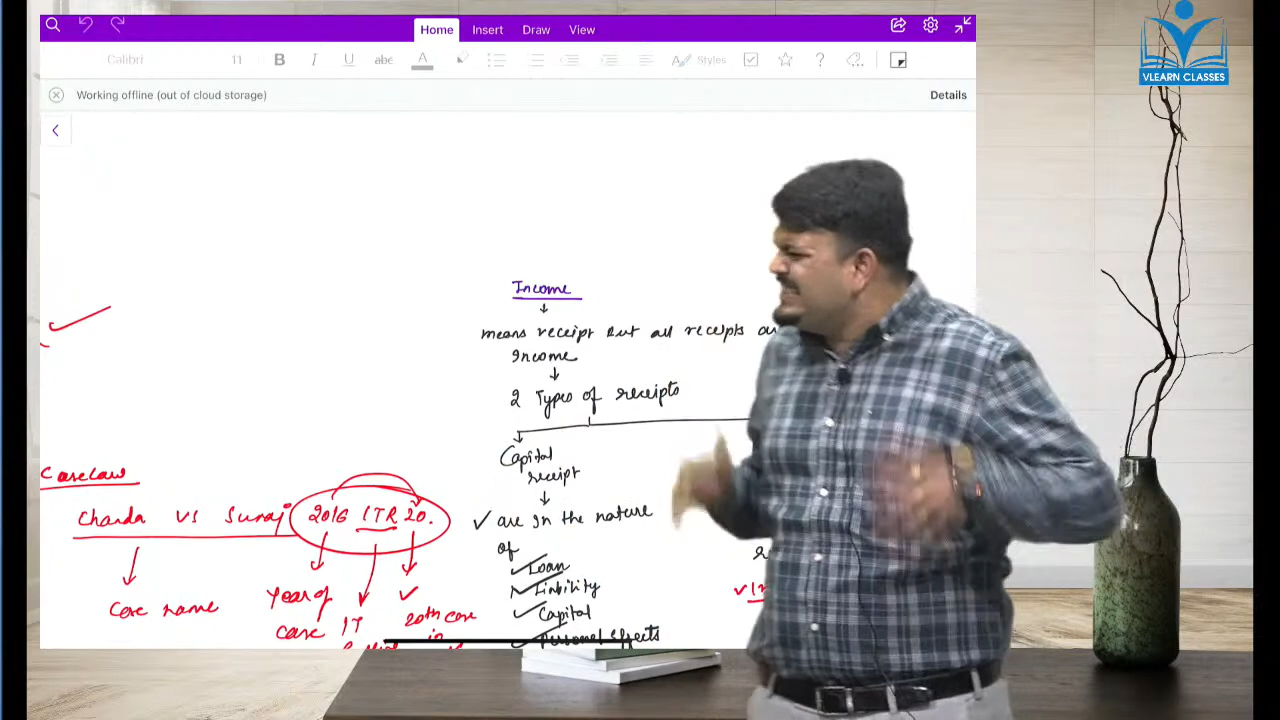 Home Insert Draw View
Calibri 11 B I U abc A Styles ?
Working offline (out of cloud storage) Details
VLEARN CLASSES
Income
means receipt but all receipts
Income
2 Types of receipts
Capital
receipt
are In the nature
of
Loan
Liability
Capital
Personal Effects
Caselaw
Chanda vs Suraj 2016 ITR 20.
Case name
Year of
case
IT
20th case
in